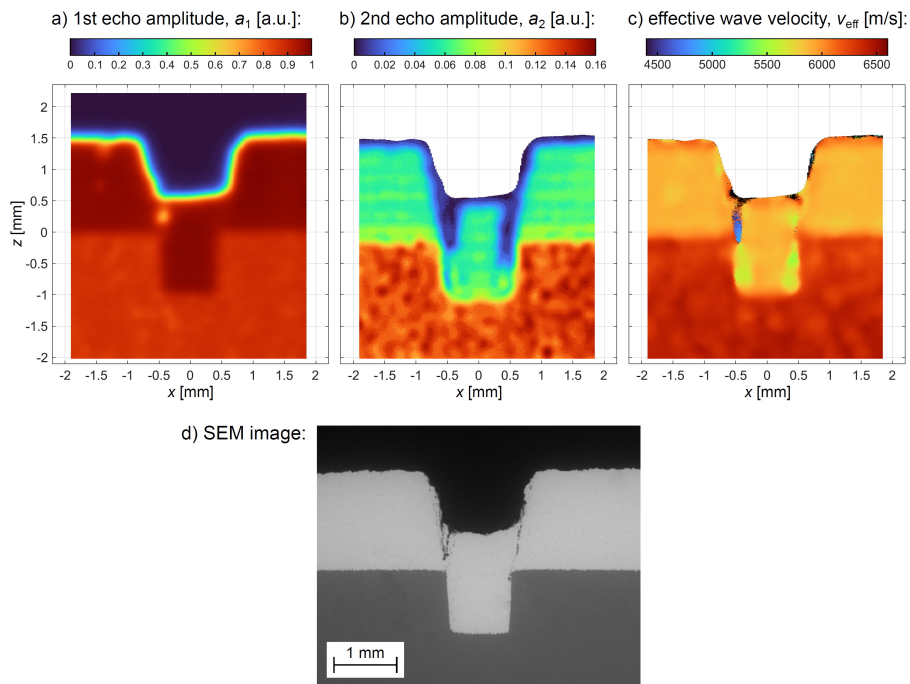 a) 1st echo amplitude, a1 [a.u.]:
0 0.1 0.2 0.3 0.4 0.5 0.6 0.7 0.8 0.9 1
b) 2nd echo amplitude, a2 [a.u.]:
0 0.02 0.04 0.06 0.08 0.10 0.12 0.14 0.16
c) effective wave velocity, veff [m/s]:
4500 5000 5500 6000 6500
2
1.5
1
0.5
0
-0.5
-1
-1.5
-2
z [mm]
-2 -1.5 -1 -0.5 0 0.5 1 1.5 2
x [mm]
-2 -1.5 -1 -0.5 0 0.5 1 1.5 2
x [mm]
-2 -1.5 -1 -0.5 0 0.5 1 1.5 2
x [mm]
d) SEM image:
1 mm